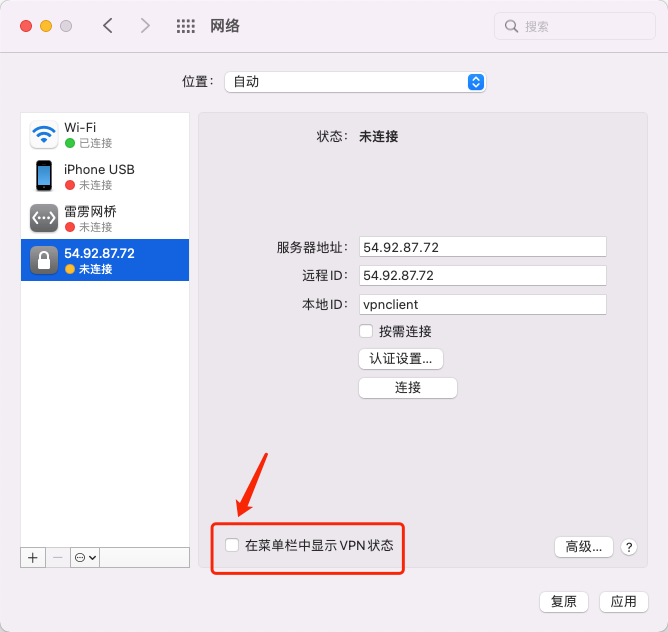 网络
搜索
位置： 自动
Wi-Fi
已连接
iPhone USB
未连接
雷雳网桥
未连接
54.92.87.72
未连接
状态： 未连接
服务器地址： 54.92.87.72
远程 ID： 54.92.87.72
本地 ID： vpnclient
按需连接
认证设置...
连接
在菜单栏中显示 VPN 状态
高级... ?
复原 应用